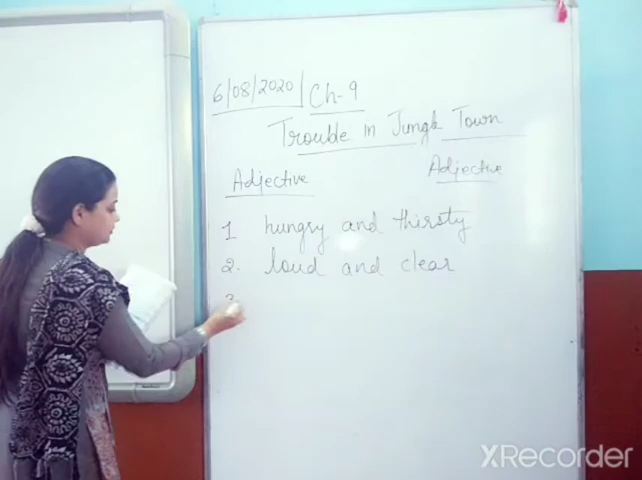 6/08/2020 Ch-9
Trouble in Jungle Town
Adjective Adjective
1 hungry and thirsty
2. loud and clear
3
XRecorder